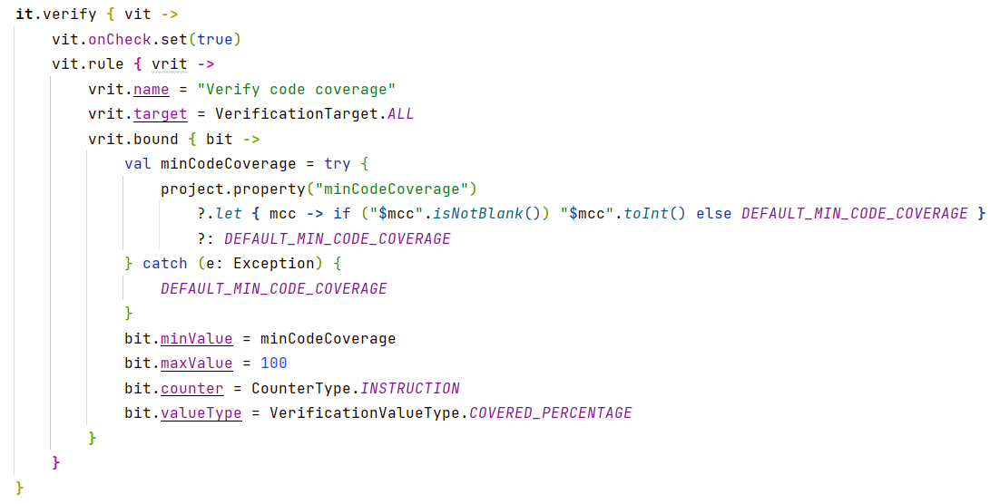 it.verify { vit ->
    vit.onCheck.set(true)
    vit.rule { vrit ->
        vrit.name = "Verify code coverage"
        vrit.target = VerificationTarget.ALL
        vrit.bound { bit ->
            val minCodeCoverage = try {
                project.property("minCodeCoverage")
                    ?.let { mcc -> if ("$mcc".isNotBlank()) "$mcc".toInt() else DEFAULT_MIN_CODE_COVERAGE }
                    ?: DEFAULT_MIN_CODE_COVERAGE
            } catch (e: Exception) {
                DEFAULT_MIN_CODE_COVERAGE
            }
            bit.minValue = minCodeCoverage
            bit.maxValue = 100
            bit.counter = CounterType.INSTRUCTION
            bit.valueType = VerificationValueType.COVERED_PERCENTAGE
        }
    }
}